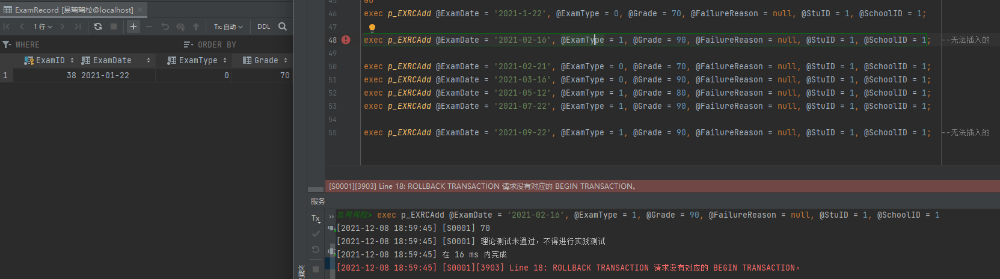 ExamRecord [易驾驾校@localhost]
1 行
Tx: 自动
DDL
WHERE
ORDER BY
ExamID ExamDate ExamType Grade
1 38 2021-01-22 0 70
45 GO
46 exec p_EXRCAdd @ExamDate = '2021-1-22', @ExamType = 0, @Grade = 70, @FailureReason = null, @StuID = 1, @SchoolID = 1;
47
48 exec p_EXRCAdd @ExamDate = '2021-02-16', @ExamType = 1, @Grade = 90, @FailureReason = null, @StuID = 1, @SchoolID = 1; --无法插入的
49
50 exec p_EXRCAdd @ExamDate = '2021-02-21', @ExamType = 0, @Grade = 70, @FailureReason = null, @StuID = 1, @SchoolID = 1;
51 exec p_EXRCAdd @ExamDate = '2021-03-16', @ExamType = 0, @Grade = 90, @FailureReason = null, @StuID = 1, @SchoolID = 1;
52 exec p_EXRCAdd @ExamDate = '2021-05-12', @ExamType = 1, @Grade = 80, @FailureReason = null, @StuID = 1, @SchoolID = 1;
53 exec p_EXRCAdd @ExamDate = '2021-07-22', @ExamType = 1, @Grade = 90, @FailureReason = null, @StuID = 1, @SchoolID = 1;
54
55 exec p_EXRCAdd @ExamDate = '2021-09-22', @ExamType = 1, @Grade = 90, @FailureReason = null, @StuID = 1, @SchoolID = 1; --无法插入的
[S0001][3903] Line 18: ROLLBACK TRANSACTION 请求没有对应的 BEGIN TRANSACTION。
服务
Tx
易驾驾校> exec p_EXRCAdd @ExamDate = '2021-02-16', @ExamType = 1, @Grade = 90, @FailureReason = null, @StuID = 1, @SchoolID = 1
[2021-12-08 18:59:45] [S0001] 70
[2021-12-08 18:59:45] [S0001] 理论测试未通过，不得进行实践测试
[2021-12-08 18:59:45] 在 16 ms 内完成
[2021-12-08 18:59:45] [S0001][3903] Line 18: ROLLBACK TRANSACTION 请求没有对应的 BEGIN TRANSACTION。